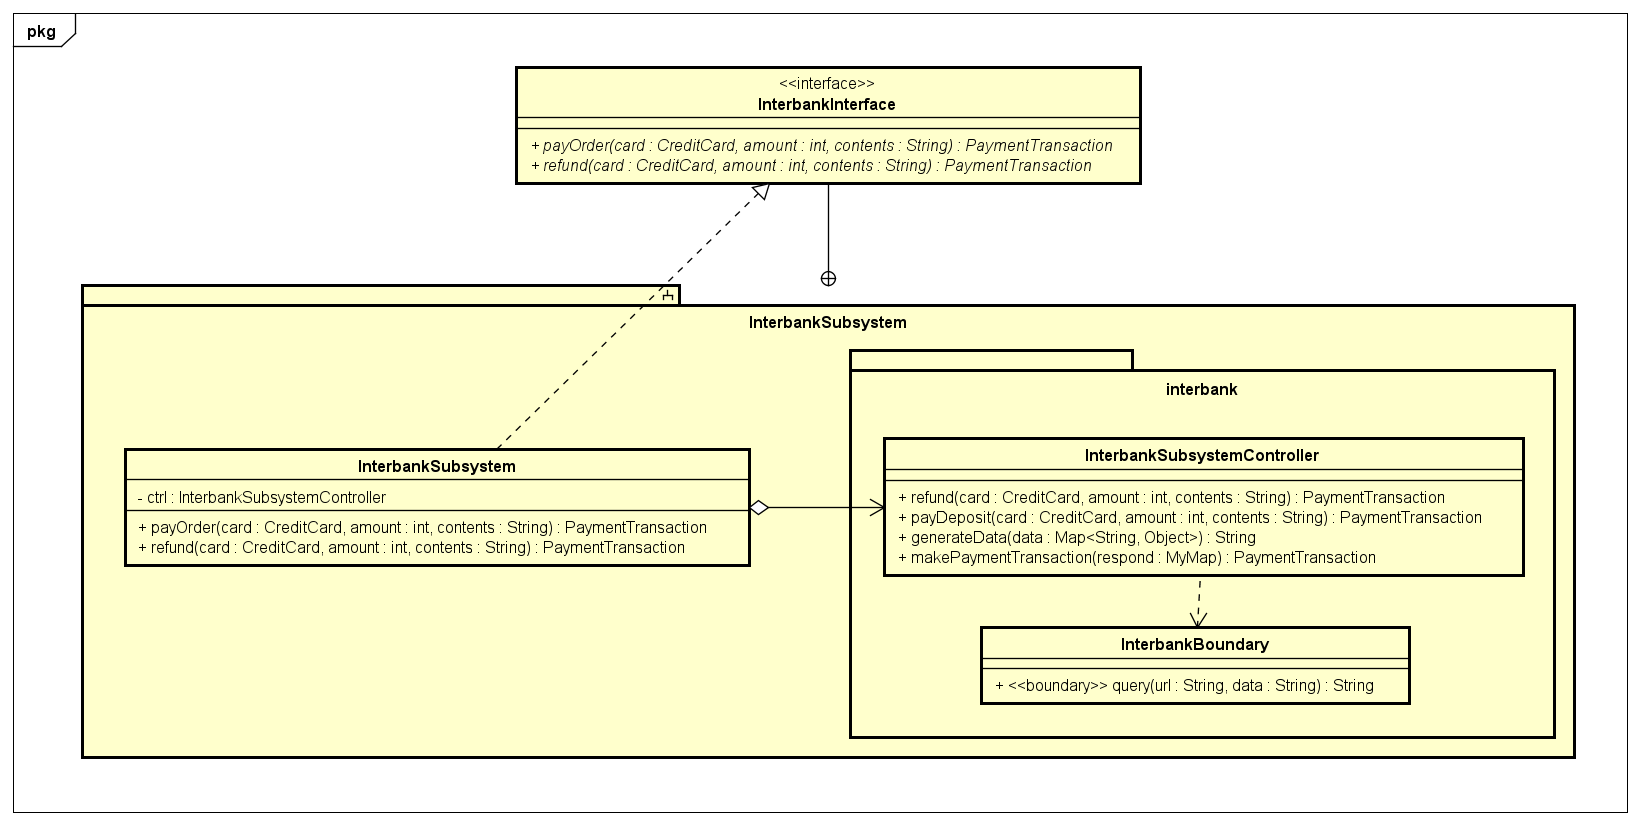 pkg
<<interface>>
InterbankInterface
+ payOrder(card : CreditCard, amount : int, contents : String) : PaymentTransaction
+ refund(card : CreditCard, amount : int, contents : String) : PaymentTransaction
InterbankSubsystem
interbank
InterbankSubsystem
- ctrl : InterbankSubsystemController
+ payOrder(card : CreditCard, amount : int, contents : String) : PaymentTransaction
+ refund(card : CreditCard, amount : int, contents : String) : PaymentTransaction
InterbankSubsystemController
+ refund(card : CreditCard, amount : int, contents : String) : PaymentTransaction
+ payDeposit(card : CreditCard, amount : int, contents : String) : PaymentTransaction
+ generateData(data : Map<String, Object>) : String
+ makePaymentTransaction(respond : MyMap) : PaymentTransaction
InterbankBoundary
+ <<boundary>> query(url : String, data : String) : String